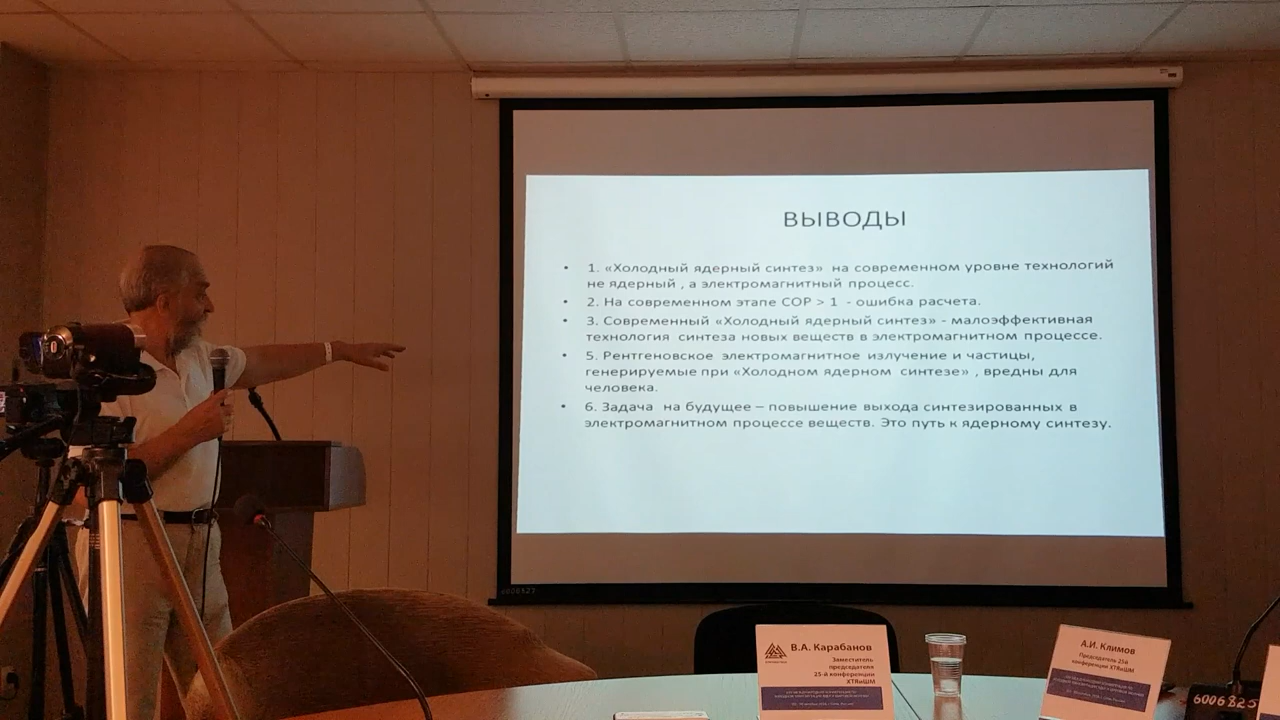 ВЫВОДЫ
• 1. «Холодный ядерный синтез» на современном уровне технологий
не ядерный , а электромагнитный процесс.
• 2. На современном этапе СОР > 1 - ошибка расчета.
• 3. Современный «Холодный ядерный синтез» - малоэффективная
технология синтеза новых веществ в электромагнитном процессе.
• 5. Рентгеновское электромагнитное излучение и частицы,
генерируемые при «Холодном ядерном синтезе» , вредны для
человека.
• 6. Задача на будущее – повышение выхода синтезированных в
электромагнитном процессе веществ. Это путь к ядерному синтезу.
В.А. Карабанов
Заместитель
председателя
25-й конференции
ХТЯиШМ
А.И. Климов
Председатель 25й
конференции ХТЯиШМ
6006825